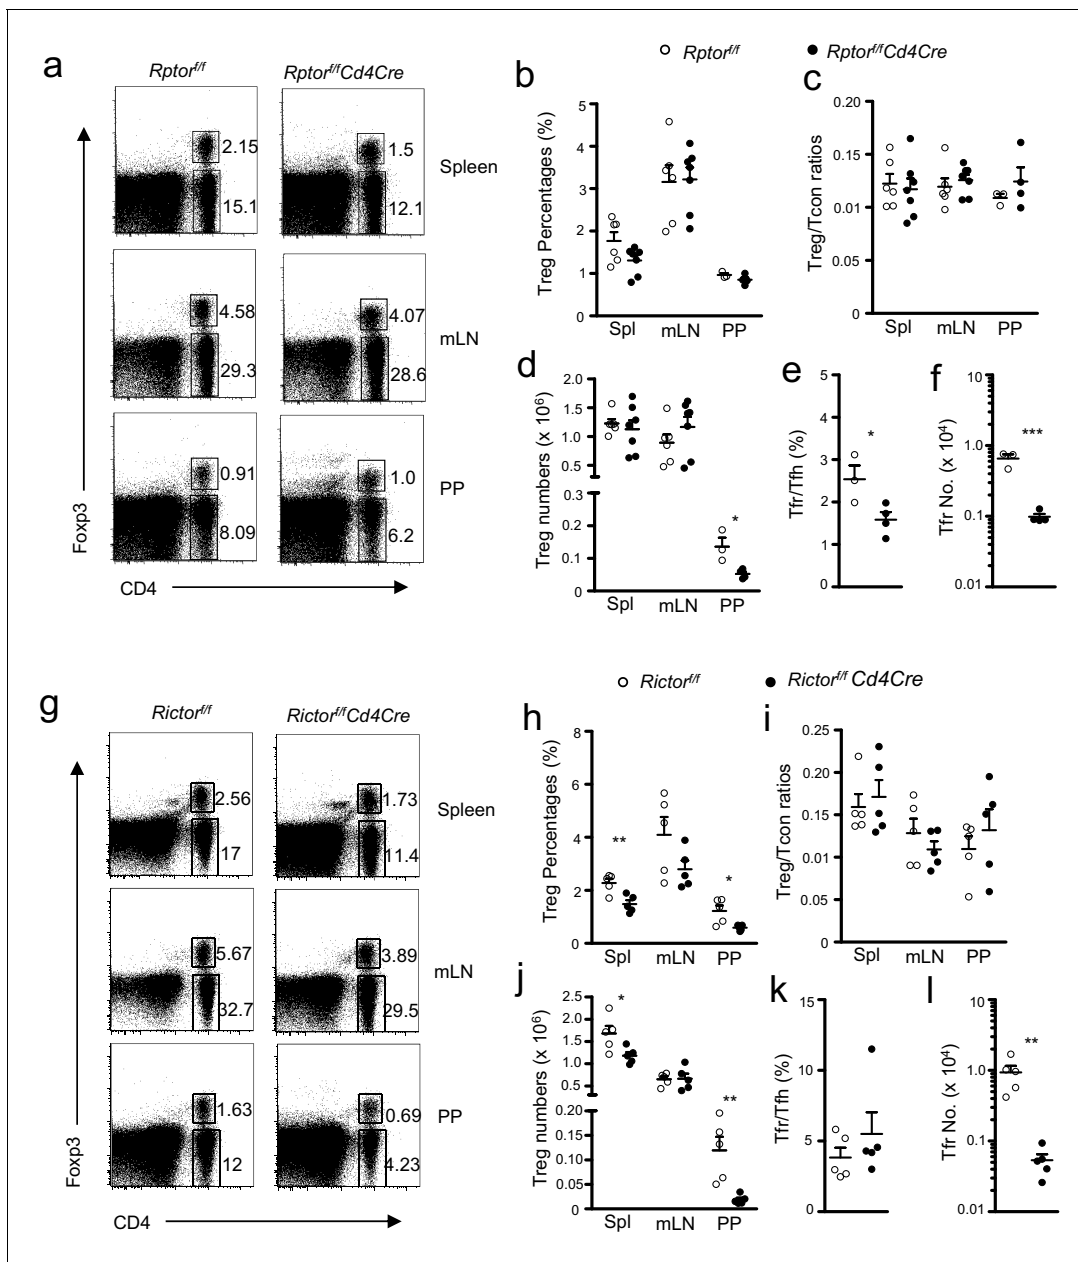 a
Rptorf/f
Rptorf/fCd4Cre
2.15
15.1
1.5
12.1
Spleen
4.58
29.3
4.07
28.6
mLN
0.91
8.09
1.0
6.2
PP
Foxp3
CD4
Rptorf/f
Rptorf/fCd4Cre
b
Treg Percentages (%)
5
4
3
2
1
0
Spl mLN PP
c
Treg/Tcon ratios
0.20
0.15
0.01
0.05
0
Spl mLN PP
d
Treg numbers (x 10⁶)
2.0
1.5
1.0
0.5
0.3
0.2
0.1
0
*
Spl mLN PP
e
Tfr/Tfh (%)
5
4
3
2
1
0
*
f
Tfr No. (x 10⁴)
10
1.0
0.1
0.01
***
g
Rictorf/f
Rictorf/fCd4Cre
2.56
17
1.73
11.4
Spleen
5.67
32.7
3.89
29.5
mLN
1.63
12
0.69
4.23
PP
Foxp3
CD4
Rictorf/f
Rictorf/f Cd4Cre
h
Treg Percentages (%)
8
6
4
2
0
**
*
Spl mLN PP
i
Treg/Tcon ratios
0.25
0.20
0.15
0.01
0.05
0
Spl mLN PP
j
Treg numbers (x 10⁶)
2.5
2.0
1.5
1.0
0.5
0.20
0.15
0.10
0.05
0
*
**
Spl mLN PP
k
Tfr/Tfh (%)
15
10
5
0
l
Tfr No. (x 10⁴)
10
1.0
0.1
0.01
**